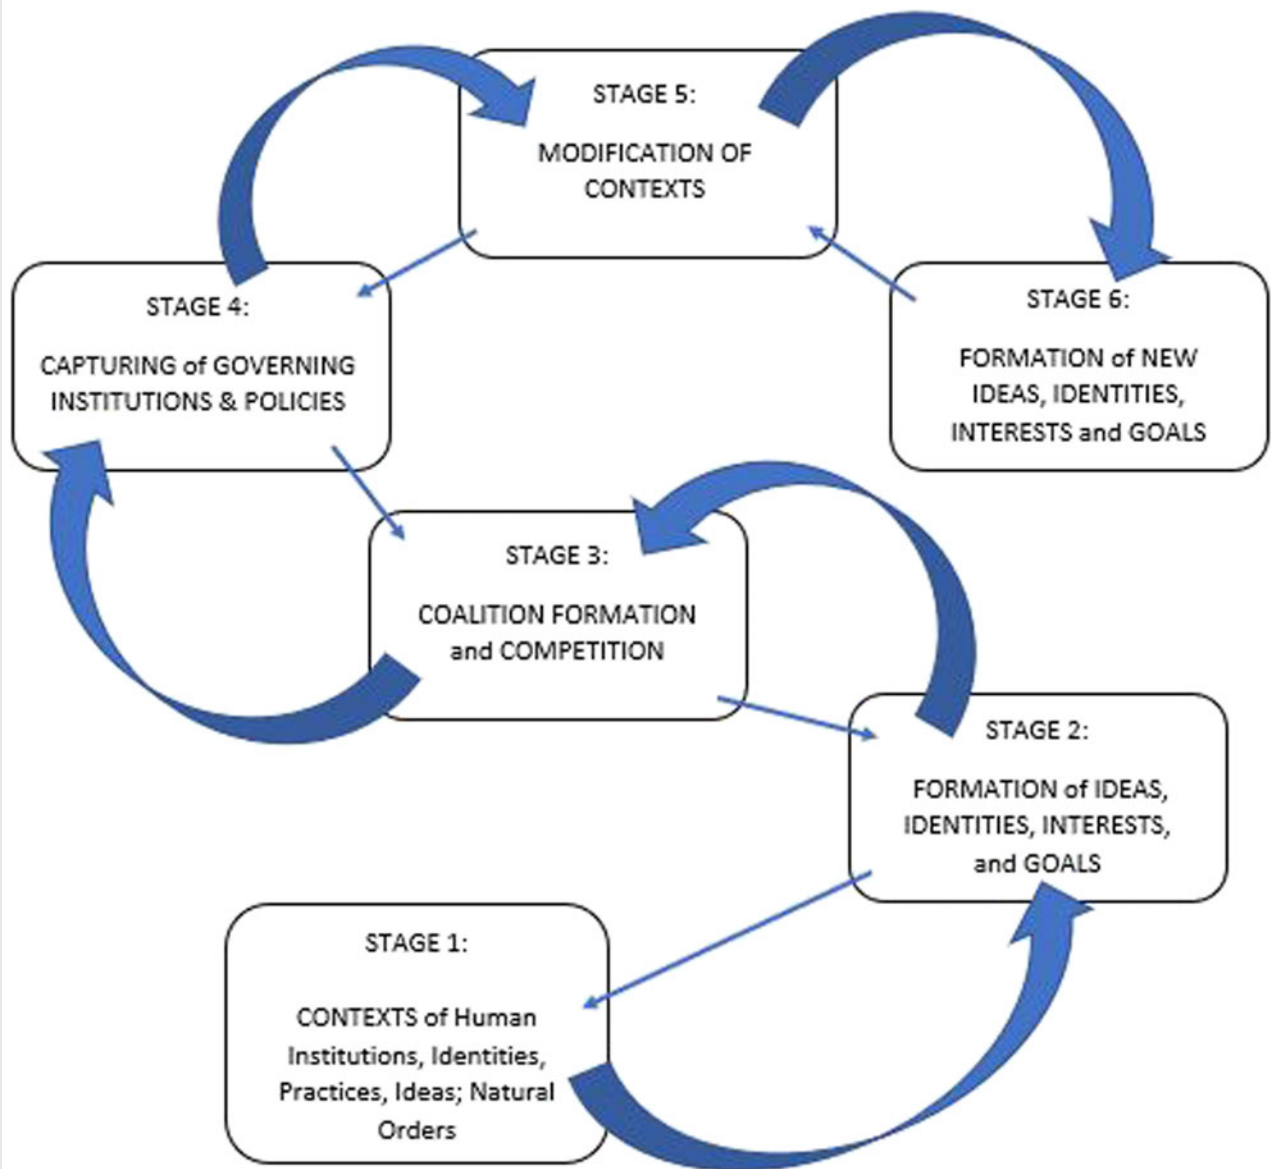 STAGE 5:
MODIFICATION OF
CONTEXTS
STAGE 4:
CAPTURING of GOVERNING
INSTITUTIONS & POLICIES
STAGE 6:
FORMATION of NEW
IDEAS, IDENTITIES,
INTERESTS and GOALS
STAGE 3:
COALITION FORMATION
and COMPETITION
STAGE 2:
FORMATION of IDEAS,
IDENTITIES, INTERESTS,
and GOALS
STAGE 1:
CONTEXTS of Human
Institutions, Identities,
Practices, Ideas; Natural
Orders